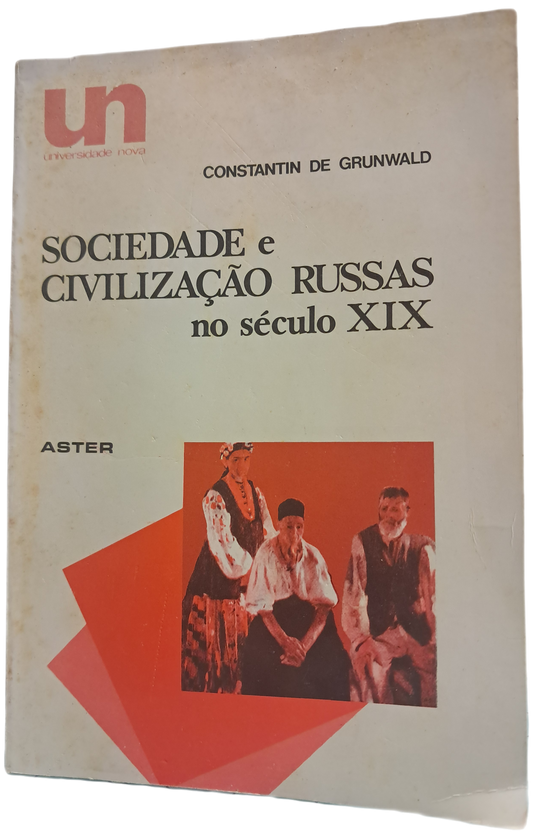 un
universidade nova
CONSTANTIN DE GRUNWALD
SOCIEDADE e
CIVILIZAÇÃO RUSSAS
no século XIX
ASTER